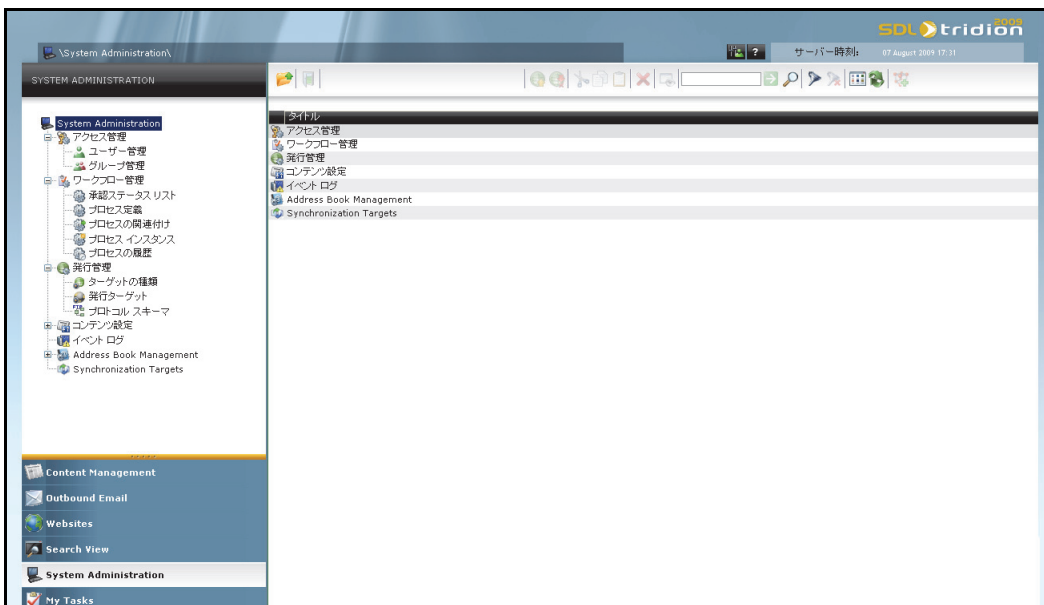 SDL tridion 2009
\System Administration\
?
サーバー時刻: 07 August 2009 17:31
SYSTEM ADMINISTRATION
System Administration
アクセス管理
ユーザー管理
グループ管理
ワークフロー管理
承認ステータス リスト
プロセス定義
プロセスの関連付け
プロセス インスタンス
プロセスの履歴
発行管理
ターゲットの種類
発行ターゲット
プロトコル スキーマ
コンテンツ設定
イベント ログ
Address Book Management
Synchronization Targets
タイトル
アクセス管理
ワークフロー管理
発行管理
コンテンツ設定
イベント ログ
Address Book Management
Synchronization Targets
Content Management
Outbound Email
Websites
Search View
System Administration
My Tasks